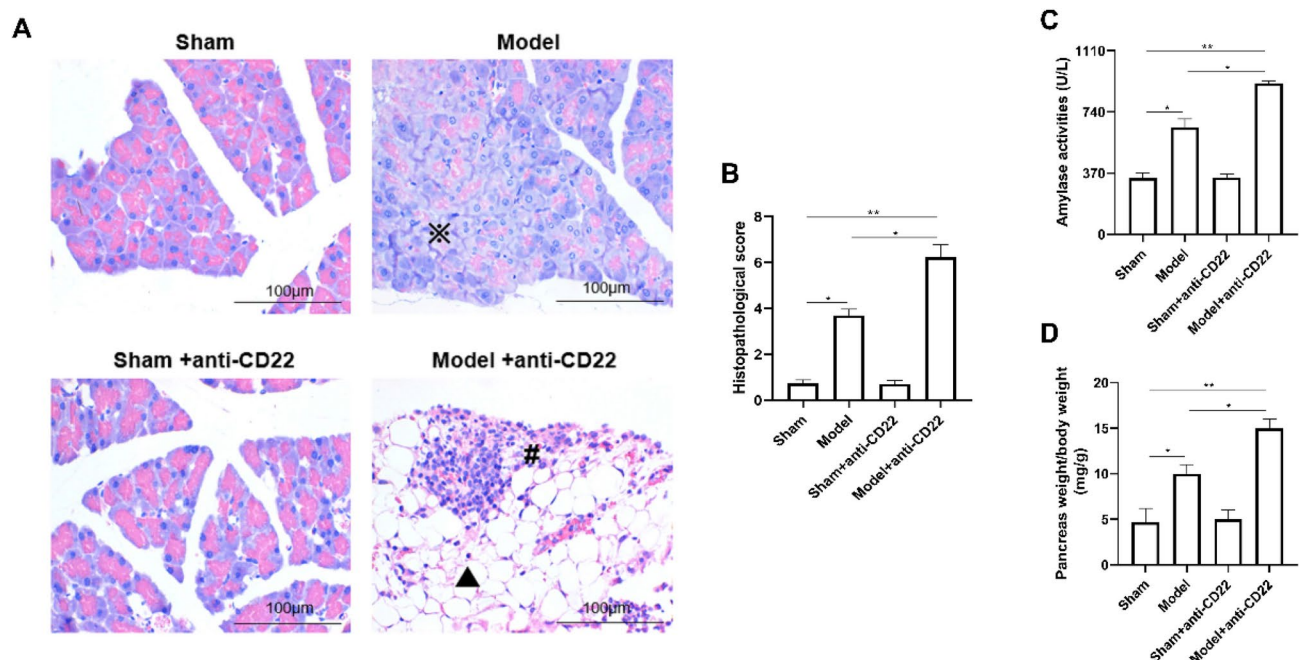 A
Sham
Model
100μm
※
100μm
Sham +anti-CD22
Model +anti-CD22
100μm
#
▲
100μm
B
Histopathological score
8
6
4
2
0
**
*
*
Sham
Model
Sham+anti-CD22
Model+anti-CD22
C
Amylase activities (U/L)
1110
740
370
0
**
*
*
Sham
Model
Sham+anti-CD22
Model+anti-CD22
D
Pancreas weight/body weight
(mg/g)
20
15
10
5
0
**
*
*
Sham
Model
Sham+anti-CD22
Model+anti-CD22